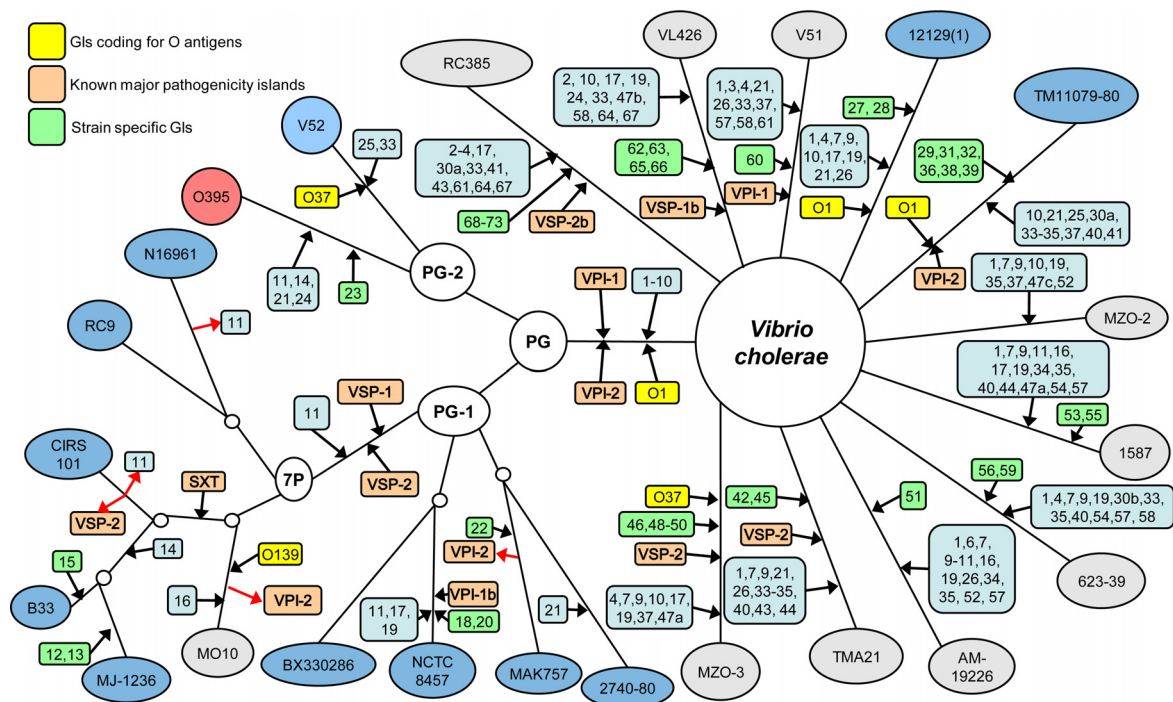 GIs coding for O antigens
Known major pathogenicity islands
Strain specific GIs
RC385
VL426
V51
12129(1)
TM11079-80
V52
O395
N16961
RC9
25,33
O37
2-4,17,
30a,33,41,
43,61,64,67
68-73
VSP-2b
2, 10, 17, 19,
24, 33, 47b,
58, 64, 67
62,63,
65,66
VSP-1b
1,3,4,21,
26,33,37,
57,58,61
60
VPI-1
27, 28
1,4,7,9,
10,17,19,
21,26
O1
29,31,32,
36,38,39
O1
VPI-2
10,21,25,30a,
33-35,37,40,41
11,14,
21,24
23
PG-2
11
PG
VPI-1
1-10
VPI-2
O1
Vibrio
cholerae
1,7,9,10,19,
35,37,47c,52
MZO-2
1,7,9,11,16,
17,19,34,35,
40,44,47a,54,57
53,55
1587
PG-1
VSP-1
11
VSP-2
7P
CIRS
101
11
SXT
VSP-2
14
15
B33
12,13
MJ-1236
O139
16
VPI-2
MO10
BX330286
11,17,
19
VPI-1b
18,20
NCTC
8457
22
VPI-2
MAK757
21
2740-80
O37
46,48-50
VSP-2
4,7,9,10,17,
19,37,47a
MZO-3
42,45
VSP-2
1,7,9,21,
26,33-35,
40,43, 44
TMA21
51
1,6,7,
9-11,16,
19,26,34,
35, 52, 57
AM-
19226
56,59
1,4,7,9,19,30b,33,
35,40,54,57, 58
623-39